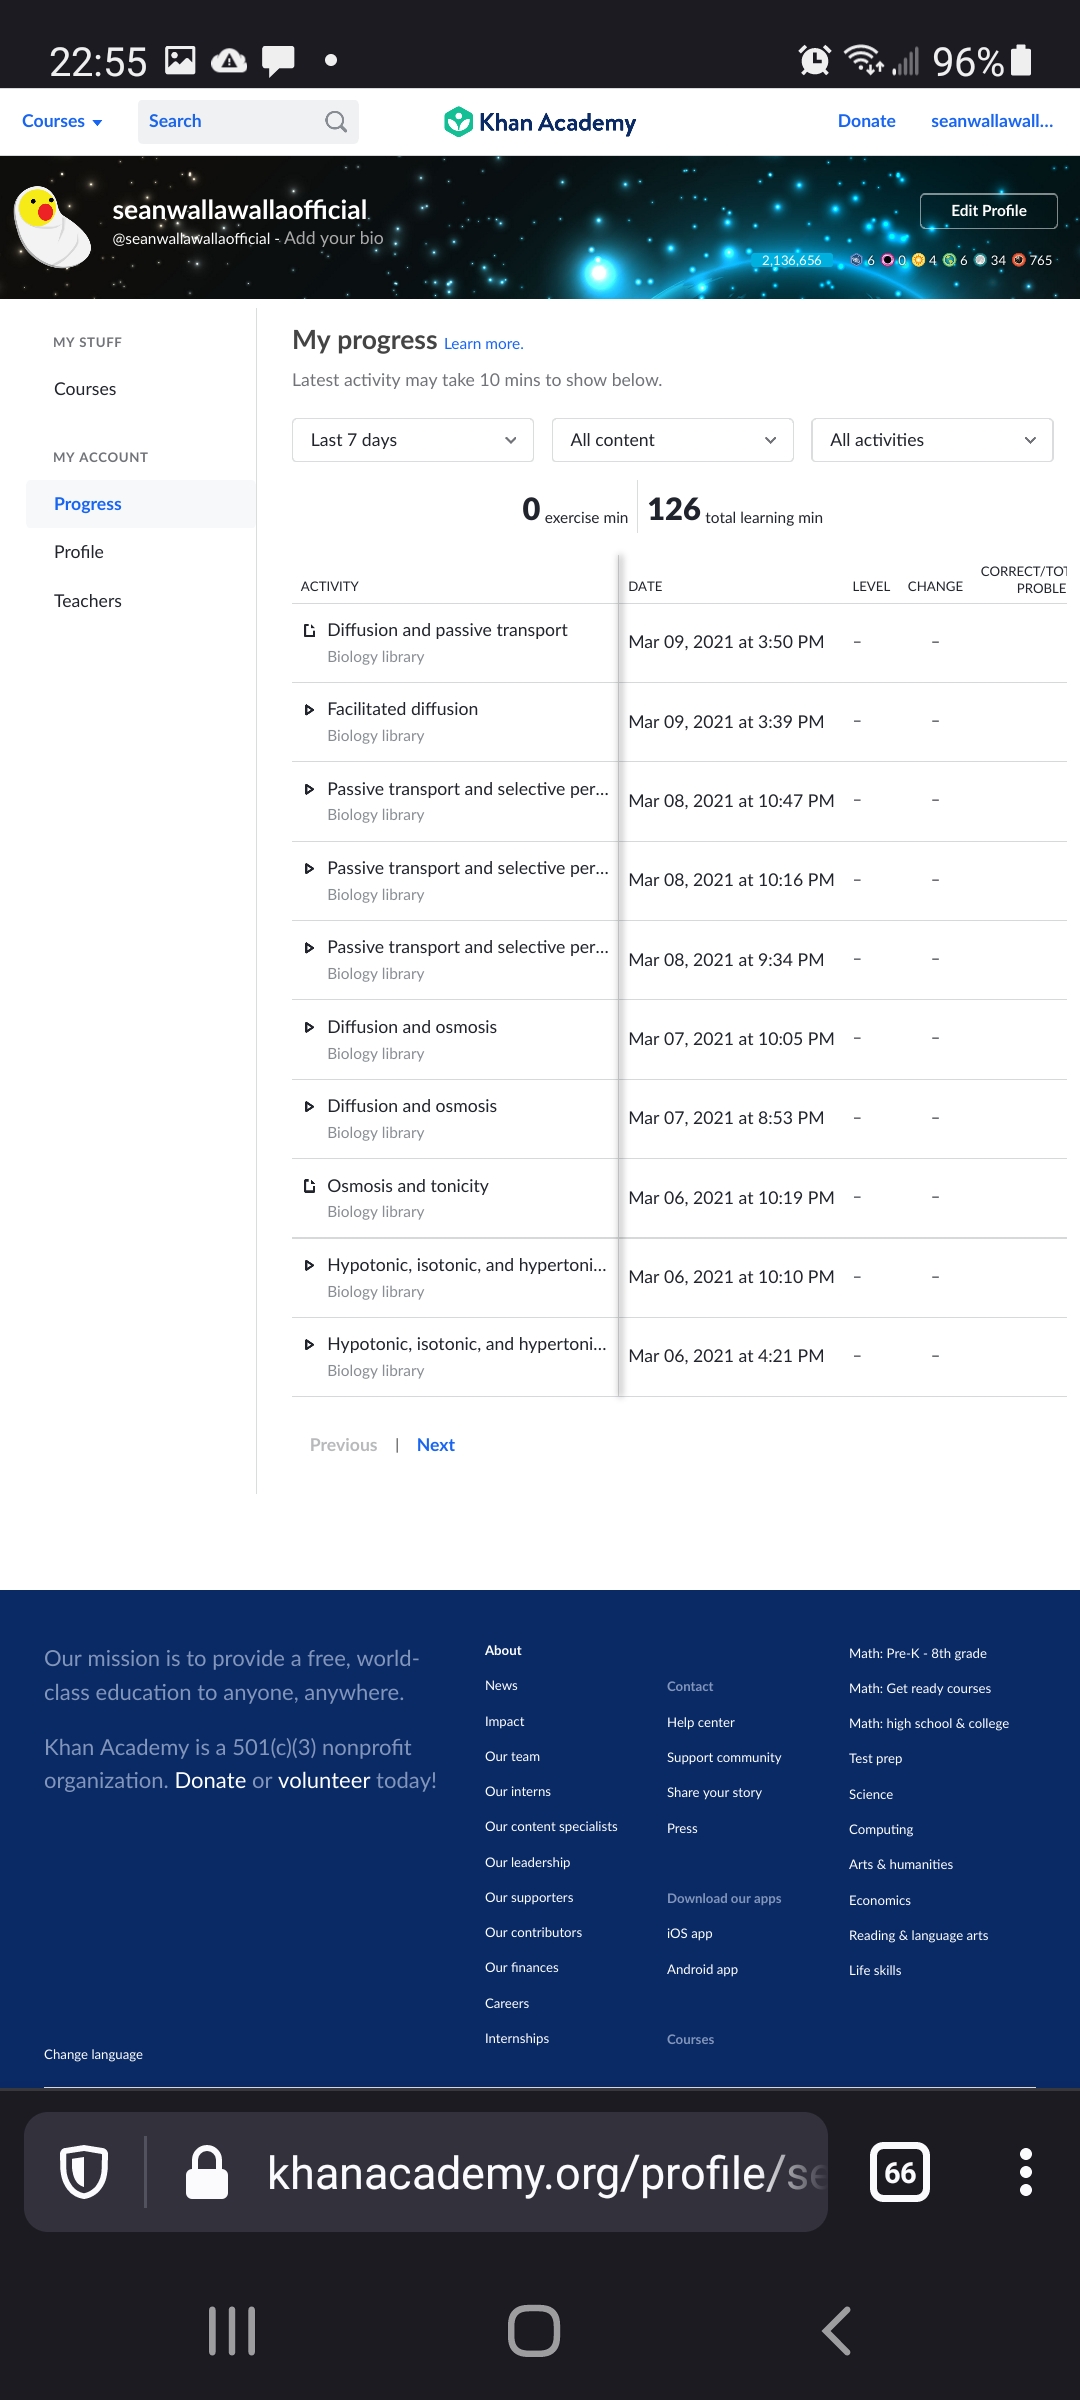 22:55
96%
Courses
Search
Khan Academy
Donate
seanwallawall...
seanwallawallaofficial
@seanwallawallaofficial - Add your bio
Edit Profile
2,136,656
6 0 4 6 34 765
MY STUFF
Courses
MY ACCOUNT
Progress
Profile
Teachers
My progress Learn more.
Latest activity may take 10 mins to show below.
Last 7 days
All content
All activities
0 exercise min
126 total learning min
ACTIVITY DATE LEVEL CHANGE CORRECT/TOT
PROBLE
Diffusion and passive transport
Biology library
Mar 09, 2021 at 3:50 PM – –
Facilitated diffusion
Biology library
Mar 09, 2021 at 3:39 PM – –
Passive transport and selective per...
Biology library
Mar 08, 2021 at 10:47 PM – –
Passive transport and selective per...
Biology library
Mar 08, 2021 at 10:16 PM – –
Passive transport and selective per...
Biology library
Mar 08, 2021 at 9:34 PM – –
Diffusion and osmosis
Biology library
Mar 07, 2021 at 10:05 PM – –
Diffusion and osmosis
Biology library
Mar 07, 2021 at 8:53 PM – –
Osmosis and tonicity
Biology library
Mar 06, 2021 at 10:19 PM – –
Hypotonic, isotonic, and hypertoni...
Biology library
Mar 06, 2021 at 10:10 PM – –
Hypotonic, isotonic, and hypertoni...
Biology library
Mar 06, 2021 at 4:21 PM – –
Previous | Next
Our mission is to provide a free, world-
class education to anyone, anywhere.
Khan Academy is a 501(c)(3) nonprofit
organization. Donate or volunteer today!
Change language
About
News
Impact
Our team
Our interns
Our content specialists
Our leadership
Our supporters
Our contributors
Our finances
Careers
Internships
Contact
Help center
Support community
Share your story
Press
Download our apps
iOS app
Android app
Courses
Math: Pre-K - 8th grade
Math: Get ready courses
Math: high school & college
Test prep
Science
Computing
Arts & humanities
Economics
Reading & language arts
Life skills
khanacademy.org/profile/se
66